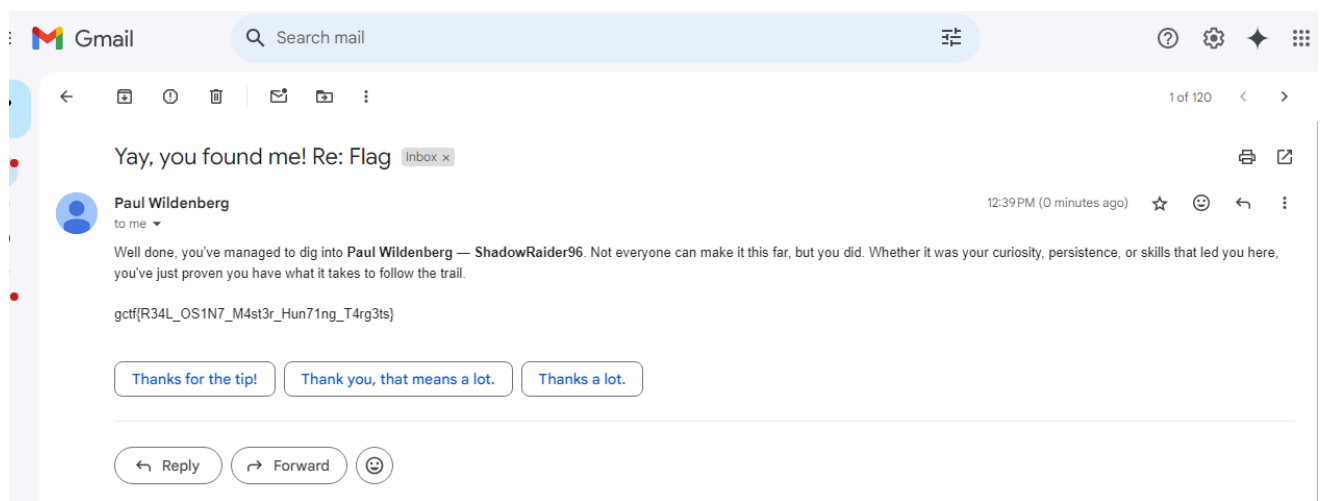 Gmail
Search mail
1 of 120
Yay, you found me! Re: Flag Inbox ×
Paul Wildenberg
12:39 PM (0 minutes ago)
to me
Well done, you've managed to dig into Paul Wildenberg — ShadowRaider96. Not everyone can make it this far, but you did. Whether it was your curiosity, persistence, or skills that led you here,
you've just proven you have what it takes to follow the trail.
gctf{R34L_OS1N7_M4st3r_Hun71ng_T4rg3ts}
Thanks for the tip! Thank you, that means a lot. Thanks a lot.
Reply Forward